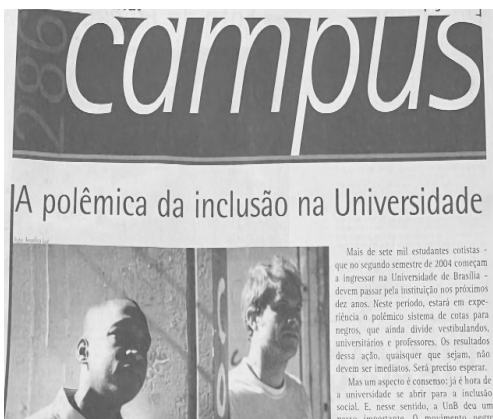 286
campus
A polêmica da inclusão na Universidade
Mais de sete mil estudantes cotistas -
que no segundo semestre de 2004 começam
a ingressar na Universidade de Brasília -
devem passar pela instituição nos próximos
dez anos. Neste período, estará em expe-
riência o polêmico sistema de cotas para
negros, que ainda divide vestibulandos,
universitários e professores. Os resultados
dessa ação, quaisquer que sejam, não
devem ser imediatos. Será preciso esperar.
Mas um aspecto é consenso: já é hora de
a universidade se abrir para a inclusão
social. E, nesse sentido, a UnB deu um